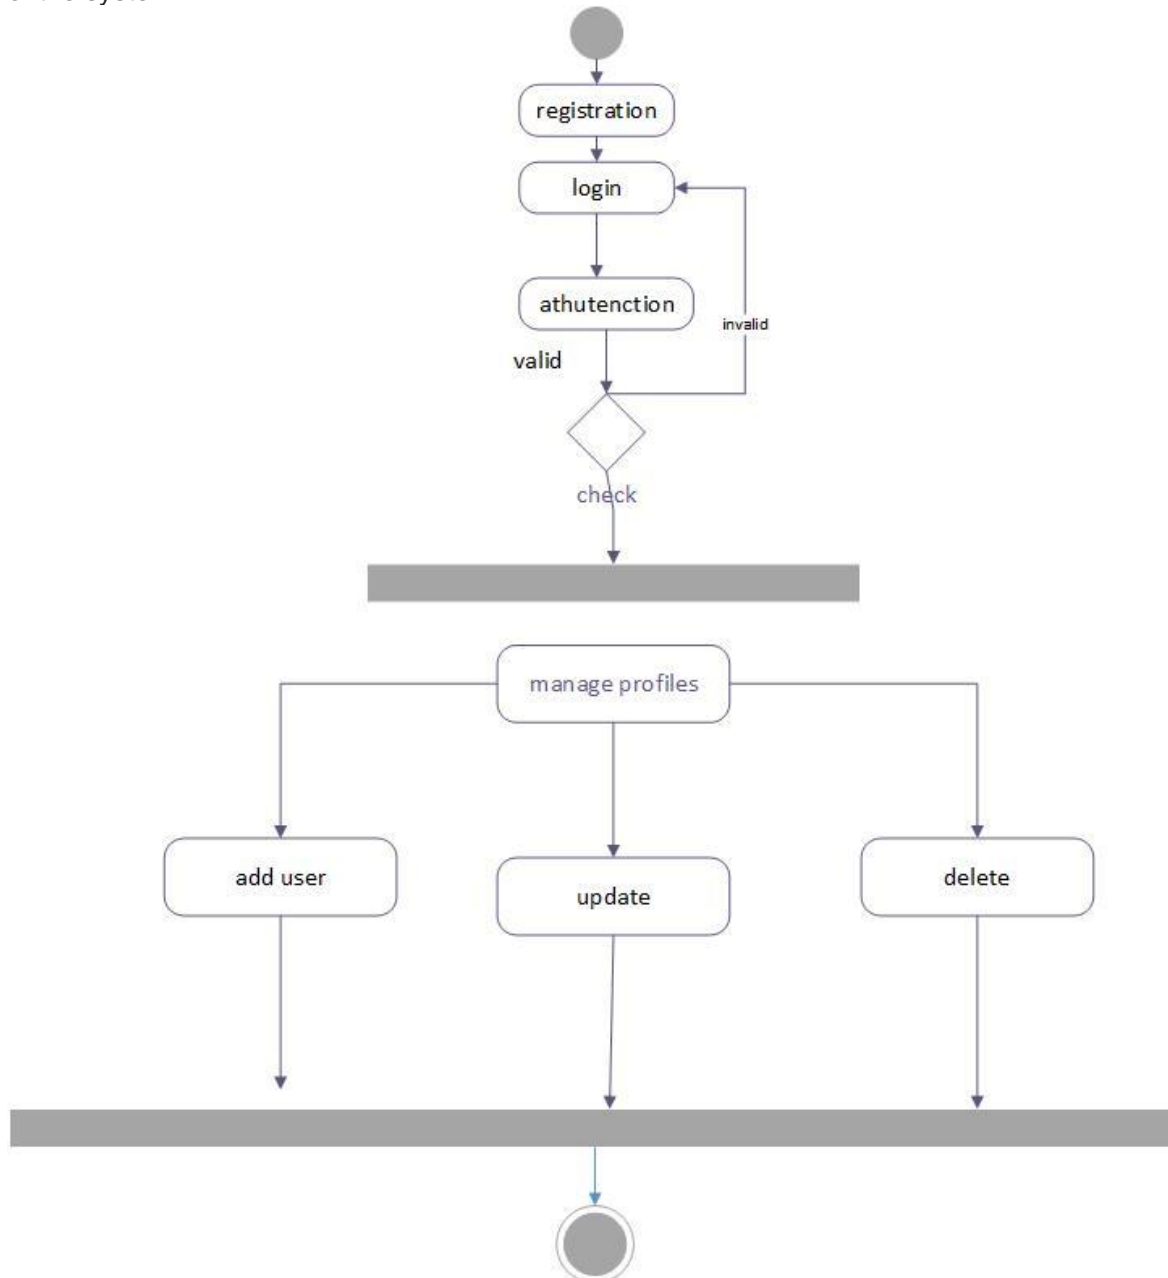 registration
login
athutenction
invalid
valid
check
manage profiles
add user
update
delete